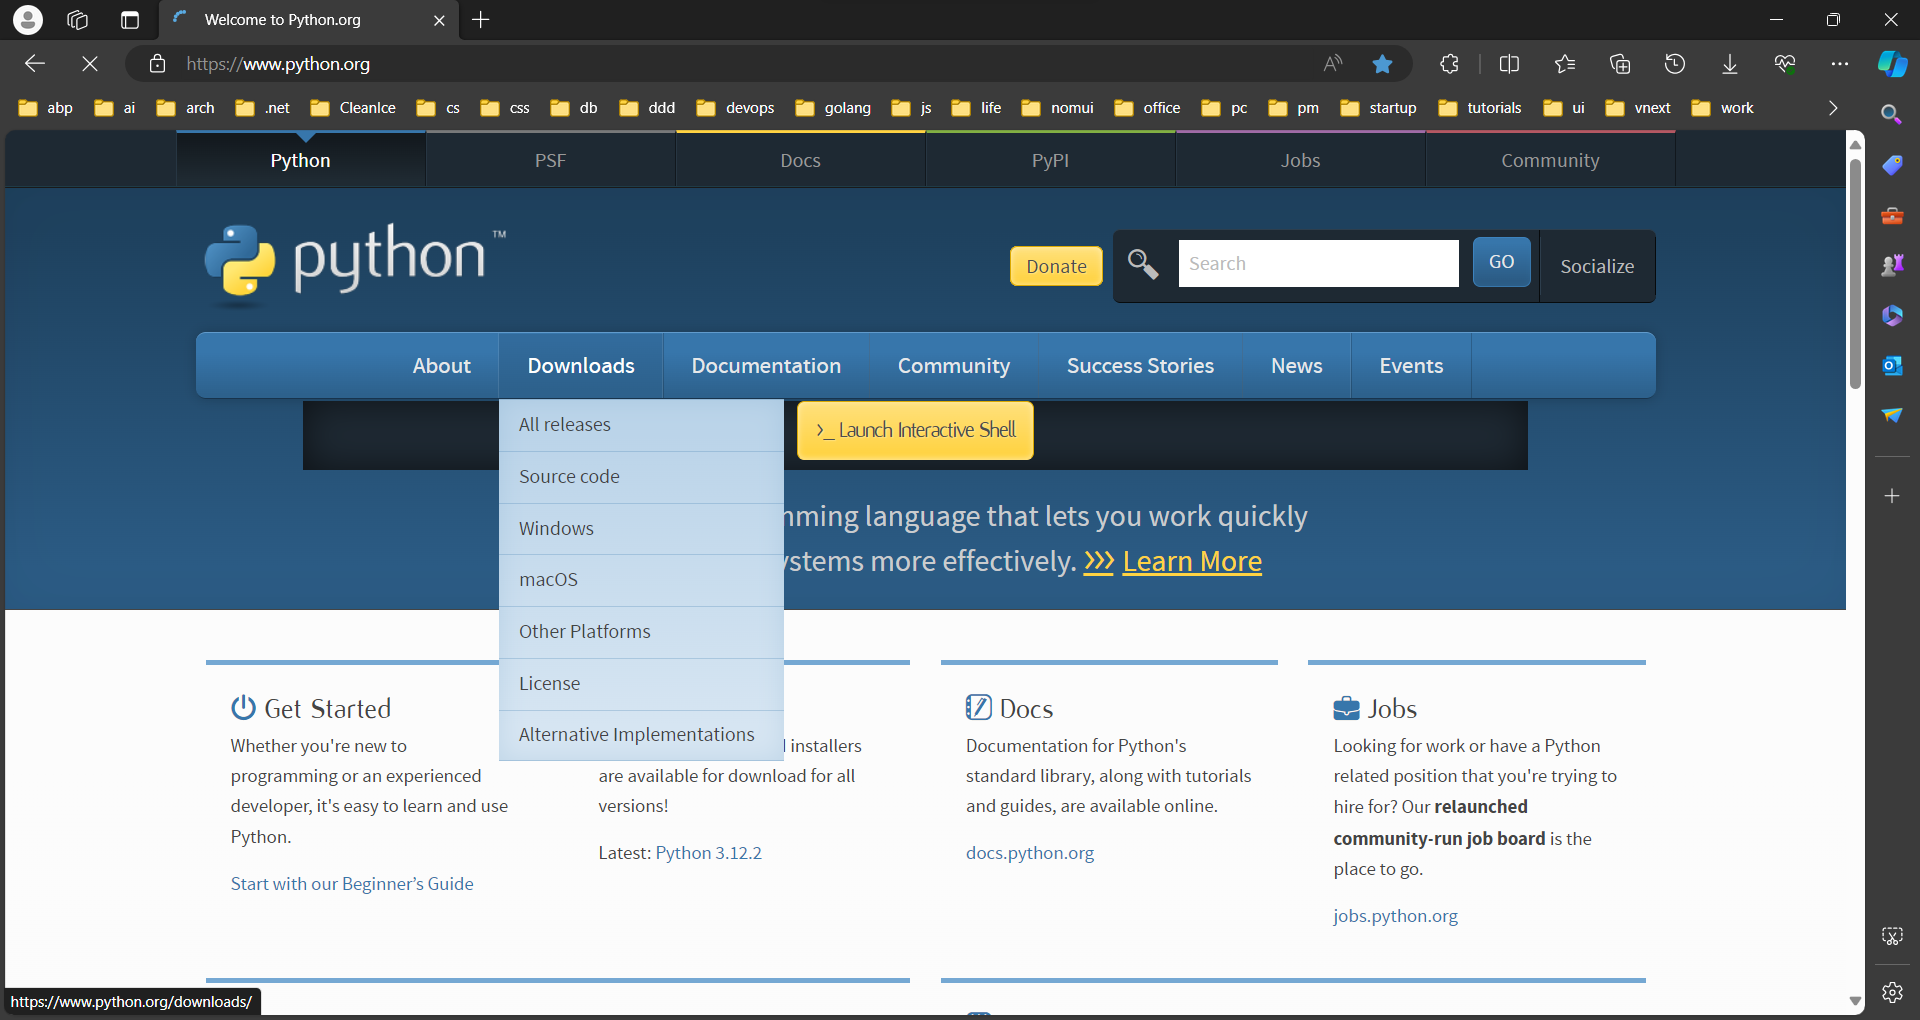 Welcome to Python.org
https://www.python.org
abp ai arch .net CleanIce cs css db ddd devops golang js life nomui office pc pm startup tutorials ui vnext work
Python PSF Docs PyPI Jobs Community
python™
Donate Search GO Socialize
About Downloads Documentation Community Success Stories News Events
All releases
>_ Launch Interactive Shell
Source code
mming language that lets you work quickly
Windows
ystems more effectively. >>> Learn More
macOS
Other Platforms
License
Alternative Implementations
Get Started
Whether you're new to
programming or an experienced
developer, it's easy to learn and use
Python.
Start with our Beginner’s Guide
installers
are available for download for all
versions!
Latest: Python 3.12.2
Docs
Documentation for Python's
standard library, along with tutorials
and guides, are available online.
docs.python.org
Jobs
Looking for work or have a Python
related position that you're trying to
hire for? Our relaunched
community-run job board is the
place to go.
jobs.python.org
https://www.python.org/downloads/